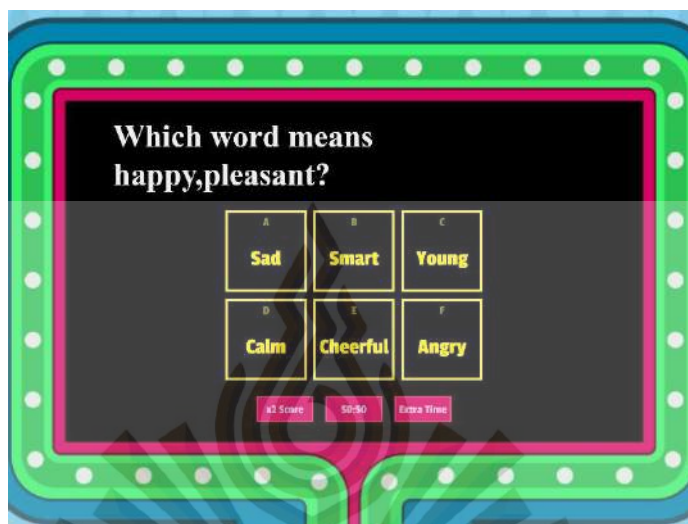 Which word means
happy,pleasant?
A B C
Sad Smart Young
D E F
Calm Cheerful Angry
x2 Score 50:50 Extra Time